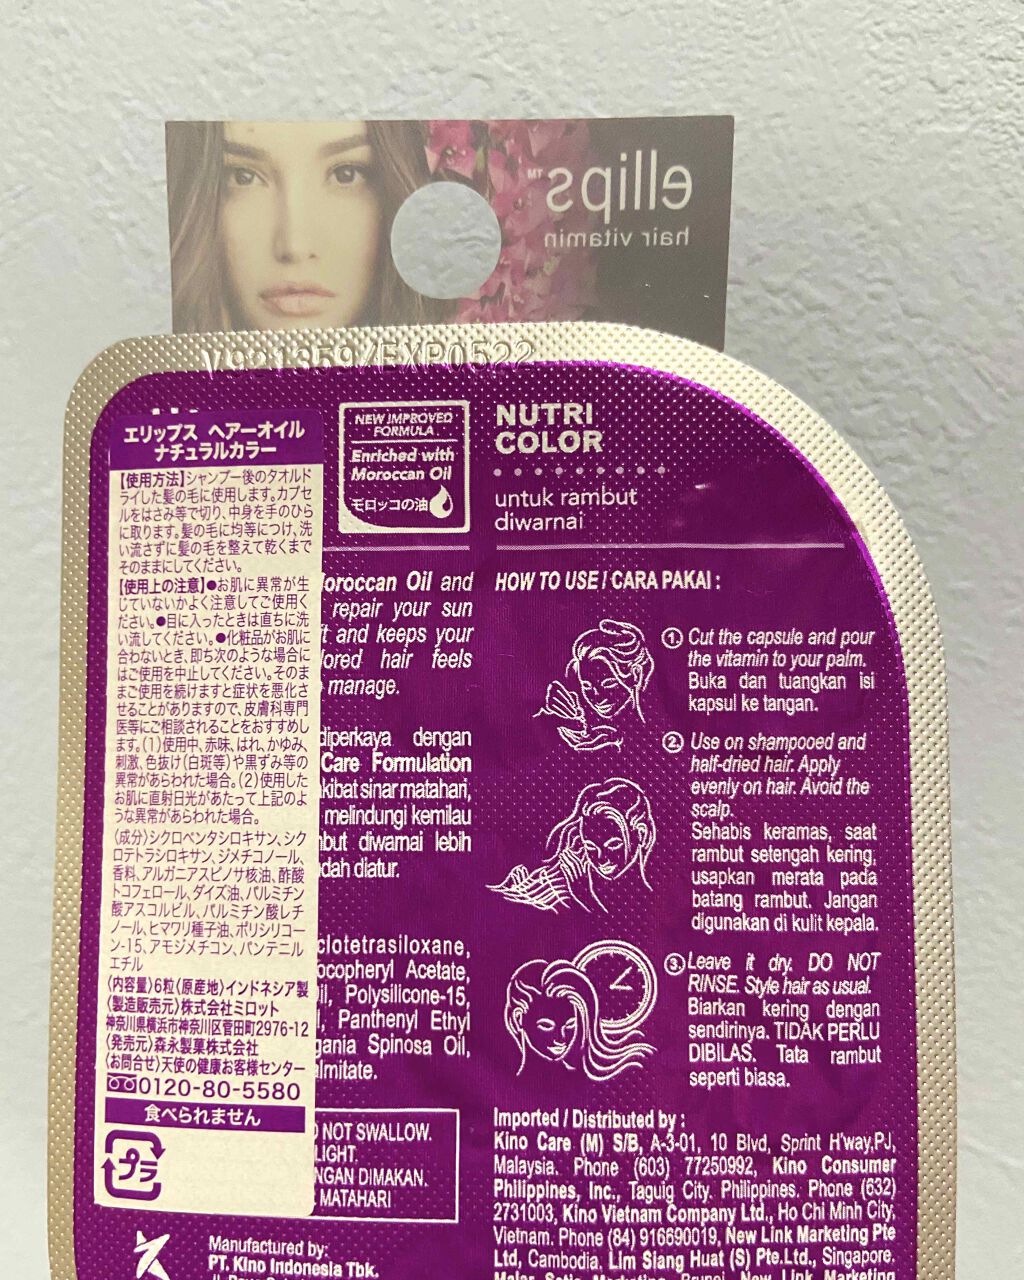 ellips™
hair vitamin
V921359/EXP0522
エリップス ヘアーオイル
ナチュラルカラー
【使用方法】シャンプー後のタオルド
ライした髪の毛に使用します。カプセ
ルをはさみ等で切り、中身を手のひら
に取ります。髪の毛に均等につけ、洗
い流さずに髪の毛を整えて乾くまで
そのままにしてください。
【使用上の注意】●お肌に異常が生
じていないかよく注意してご使用く
ださい。●目に入ったときは直ちに洗
い流してください。●化粧品がお肌に
合わないとき、即ち次のような場合に
はご使用を中止してください。そのま
まご使用を続けますと症状を悪化さ
せることがありますので、皮膚科専門
医等にご相談されることをおすすめし
ます。(1)使用中、赤味、はれ、かゆみ、
刺激、色抜け(白斑等)や黒ずみ等の
異常があらわれた場合。(2)使用した
お肌に直射日光があたって上記のよ
うな異常があらわれた場合。
〈成分〉シクロペンタシロキサン、シク
ロテトラシロキサン、ジメチコノール、
香料、アルガニアスピノサ核油、酢酸
トコフェロール、ダイズ油、パルミチン
酸アスコルビル、パルミチン酸レチ
ノール、ヒマワリ種子油、ポリシリコー
ン-15、アモジメチコン、パンテニル
エチル
〈内容量〉6粒〈原産地〉インドネシア製
〈製造販売元〉株式会社ミロット
神奈川県横浜市神奈川区菅田町2976-12
〈発売元〉森永製菓株式会社
〈お問合せ〉天使の健康お客様センター
0120-80-5580
食べられません
プラ
NEW IMPROVED
FORMULA
Enriched with
Moroccan Oil
モロッコの油
oroccan Oil and
repair your sun
t and keeps your
ored hair feels
manage.
diperkaya dengan
Care Formulation
kibat sinar matahari,
melindungi kemilau
but diwarnai lebih
dah diatur.
clotetrasiloxane,
ocopheryl Acetate,
il, Polysilicone-15,
l, Panthenyl Ethyl
gania Spinosa Oil,
almitate.
NOT SWALLOW.
LIGHT.
NGAN DIMAKAN.
MATAHARI
Manufactured by:
PT. Kino Indonesia Tbk.
NUTRI
COLOR
untuk rambut
diwarnai
HOW TO USE / CARA PAKAI :
1. Cut the capsule and pour
the vitamin to your palm.
Buka dan tuangkan isi
kapsul ke tangan.
2. Use on shampooed and
half-dried hair. Apply
evenly on hair. Avoid the
scalp.
Sehabis keramas, saat
rambut setengah kering,
usapkan merata pada
batang rambut. Jangan
digunakan di kulit kepala.
3. Leave it dry. DO NOT
RINSE. Style hair as usual.
Biarkan kering dengan
sendirinya. TIDAK PERLU
DIBILAS. Tata rambut
seperti biasa.
Imported / Distributed by :
Kino Care (M) S/B, A-3-01, 10 Blvd, Sprint H'way,PJ,
Malaysia. Phone (603) 77250992, Kino Consumer
Philippines, Inc., Taguig City. Philippines. Phone (632)
2731003, Kino Vietnam Company Ltd., Ho Chi Minh City,
Vietnam. Phone (84) 916690019, New Link Marketing Pte
Ltd, Cambodia, Lim Siang Huat (S) Pte.Ltd., Singapore.
Brunei, New Link Marketing